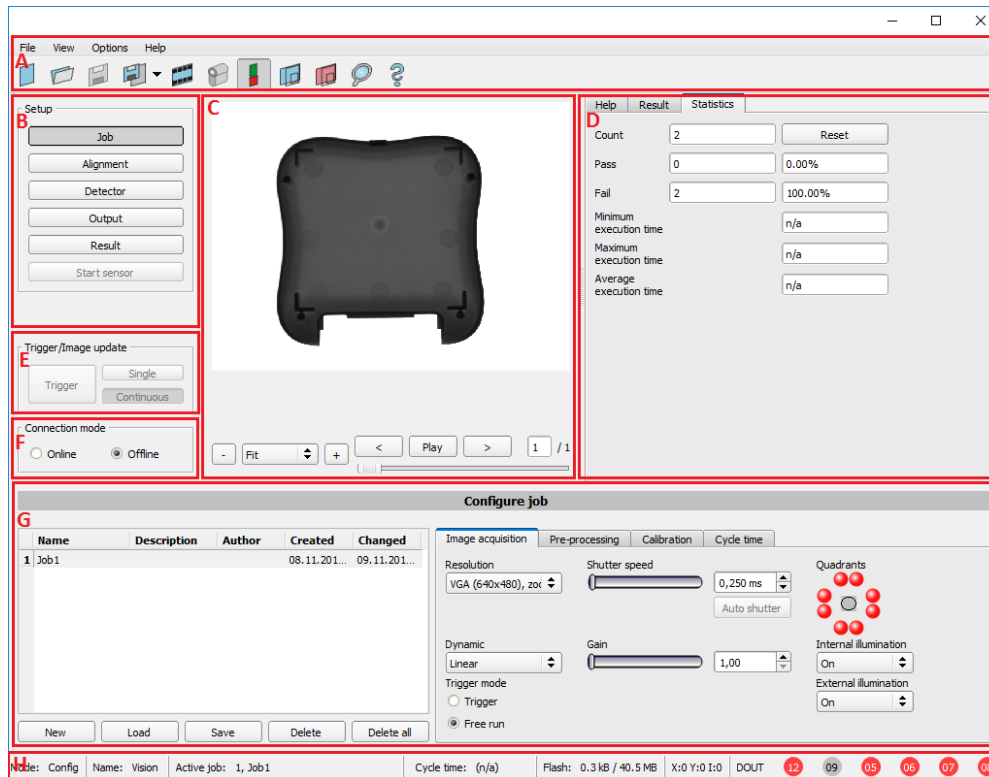 File View Options Help
A
B
Setup
Job
Alignment
Detector
Output
Result
Start sensor
E
Trigger/Image update
Trigger
Single
Continuous
F
Connection mode
Online Offline
C
- Fit + < Play > 1 / 1
D
Help Result Statistics
Count 2 Reset
Pass 0 0.00%
Fail 2 100.00%
Minimum
execution time n/a
Maximum
execution time n/a
Average
execution time n/a
Configure job
G
Name Description Author Created Changed
1 Job1 08.11.201... 09.11.201...
New Load Save Delete Delete all
Image acquisition Pre-processing Calibration Cycle time
Resolution Shutter speed Quadrants
VGA (640x480), 0,250 ms
Auto shutter
Dynamic Gain Internal illumination
Linear 1,00 On
Trigger mode External illumination
Trigger On
Free run
H
Mode: Config Name: Vision Active job: 1, Job1 Cycle time: (n/a) Flash: 0.3 kB / 40.5 MB X:0 Y:0 I:0 DOUT 12 09 05 06 07